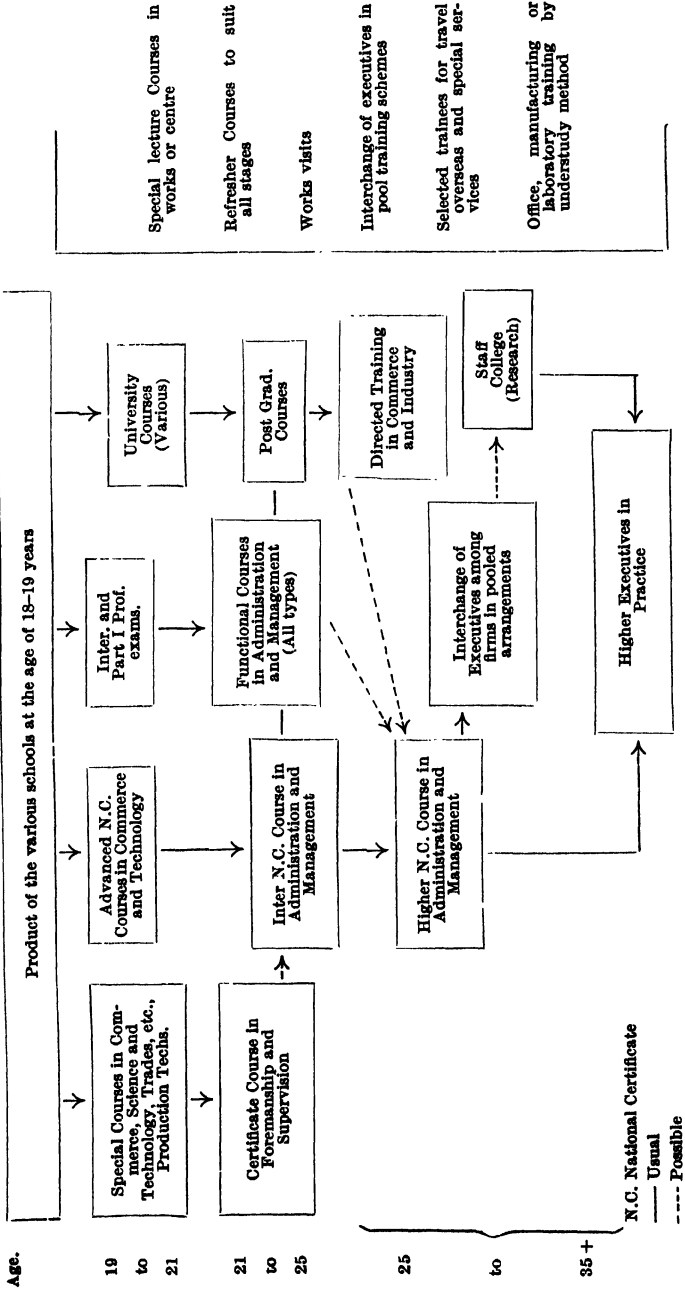 Age.
Product of the various schools at the age of 18–19 years
19
to
21
Special Courses in Com-
merce, Science and
Technology, Trades, etc.,
Production Techs.
Advanced N.C.
Courses in Commerce
and Technology
Inter. and
Part I Prof.
exams.
University
Courses
(Various)
21
to
25
Certificate Course in
Foremanship and
Supervision
Inter N.C. Course in
Administration and
Management
Functional Courses
in Administration
and Management
(All types)
Post Grad.
Courses
Directed Training
in Commerce
and Industry
25
to
35 +
Higher N.C. Course in
Administration and
Management
Interchange of
Executives among
firms in pooled
arrangements
Staff
College
(Research)
Higher Executives in
Practice
Special lecture Courses in
works or centre
Refresher Courses to suit
all stages
Works visits
Interchange of executives in
pool training schemes
Selected trainees for travel
overseas and special ser-
vices
Office, manufacturing or
laboratory training by
understudy method
N.C. National Certificate
—— Usual
---- Possible